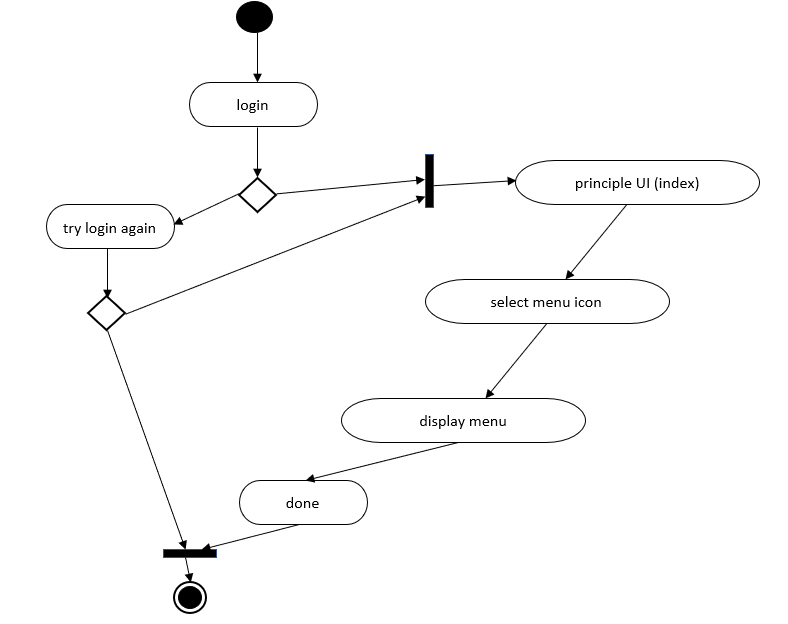 login
try login again
principle UI (index)
select menu icon
display menu
done